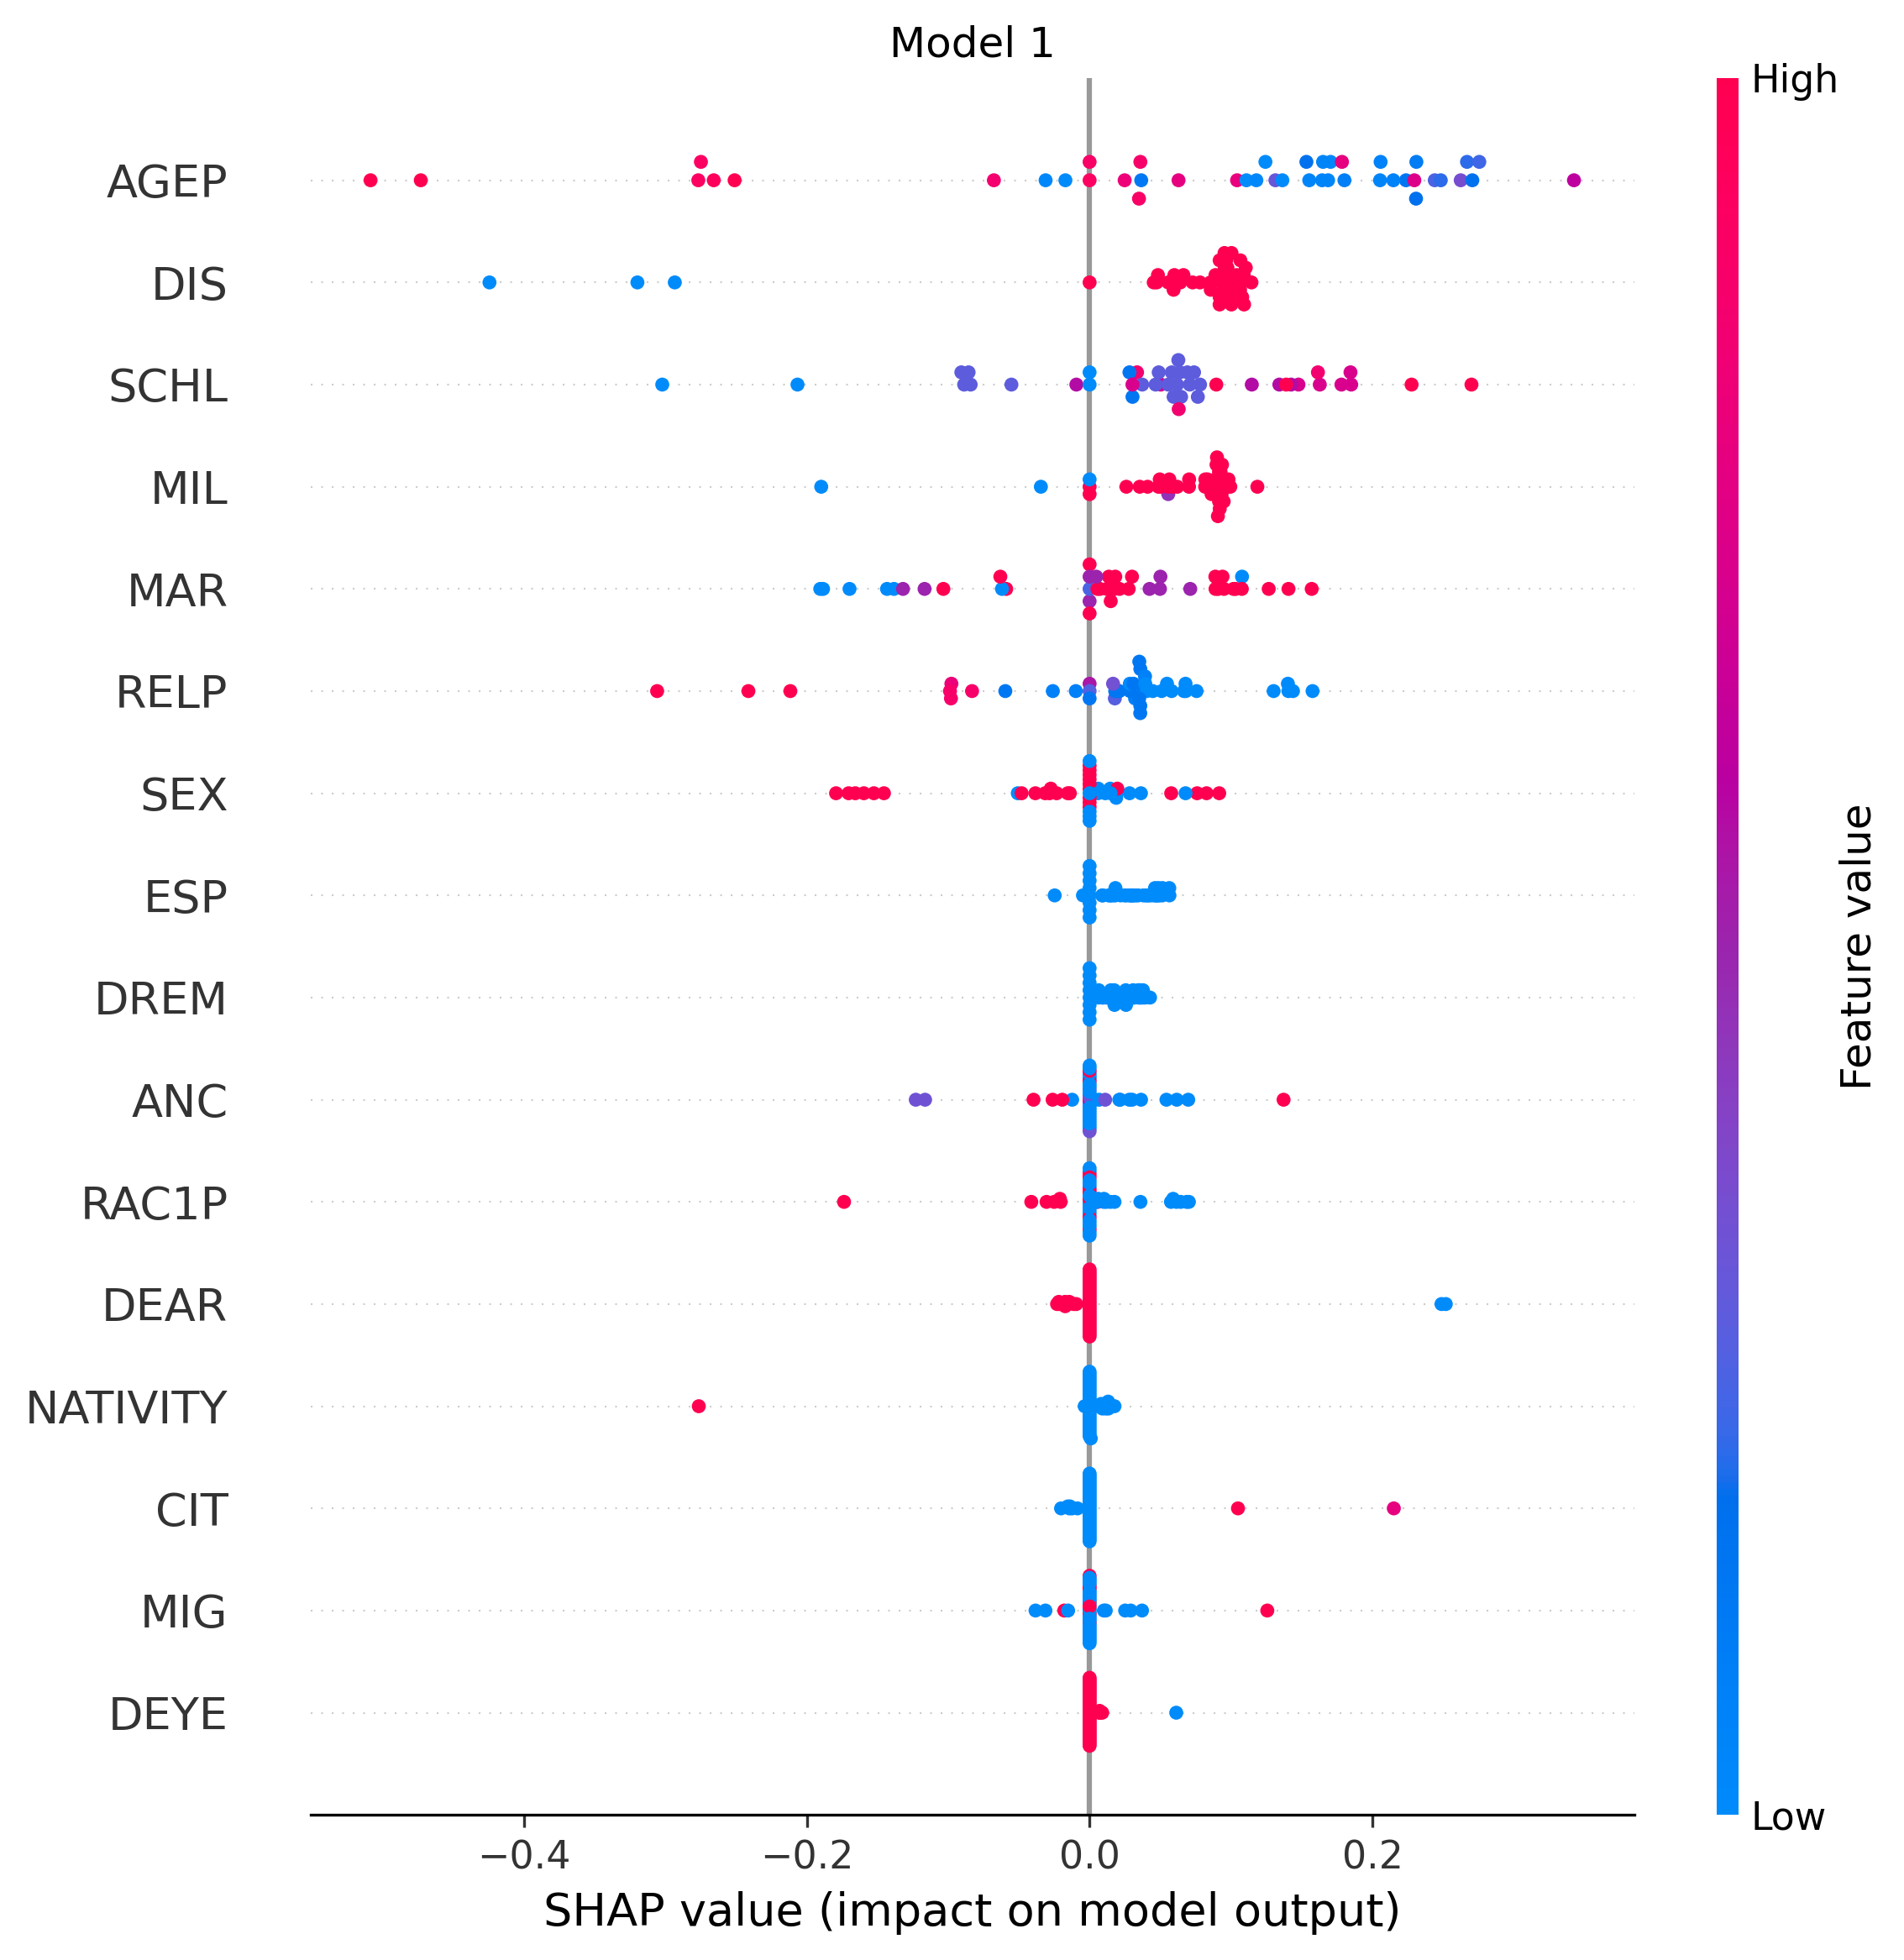 Model 1
High
AGEP
DIS
SCHL
MIL
MAR
RELP
SEX
ESP
DREM
ANC
RAC1P
DEAR
NATIVITY
CIT
MIG
DEYE
Feature value
Low
−0.4 −0.2 0.0 0.2
SHAP value (impact on model output)